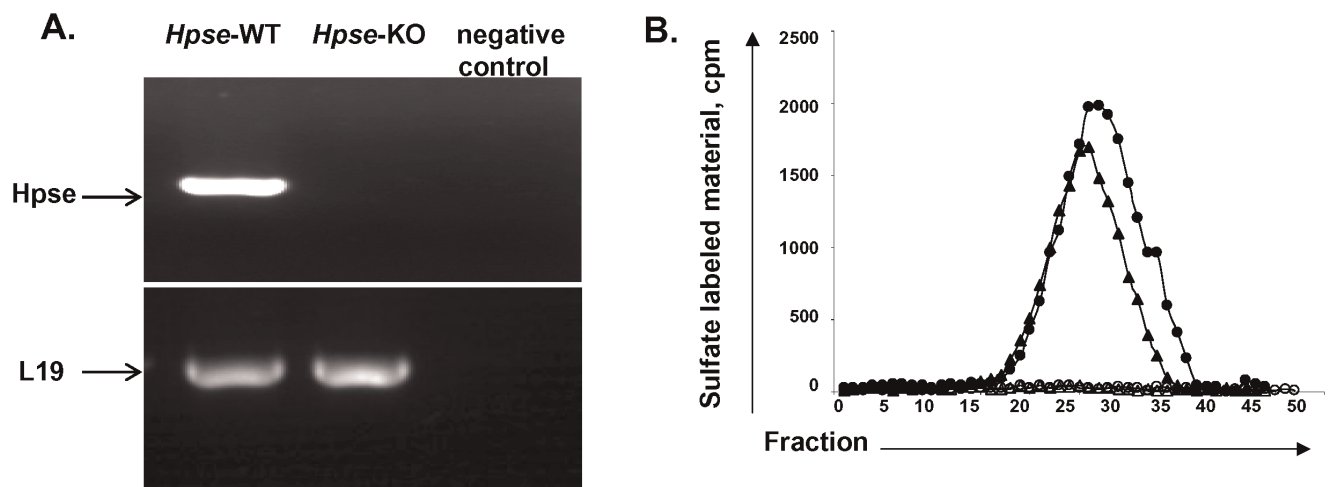 A.
Hpse-WT
Hpse-KO
negative
control
Hpse
L19
B.
Sulfate labeled material, cpm
2500
2000
1500
1000
500
0
0 5 10 15 20 25 30 35 40 45 50
Fraction